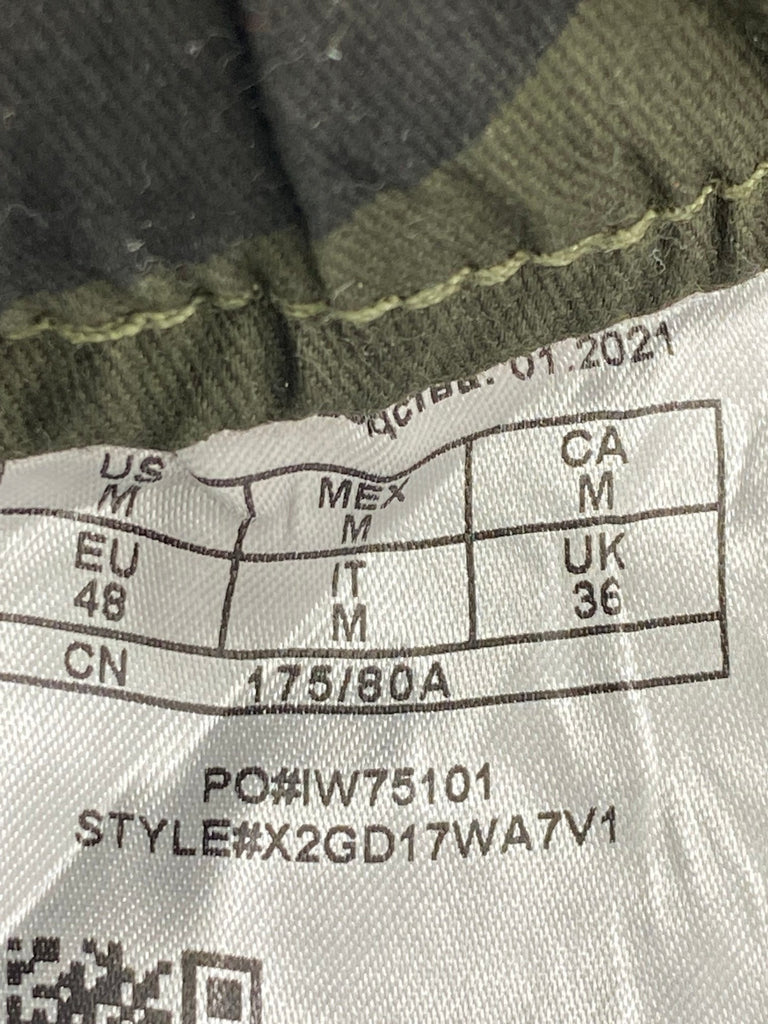 01.2021
US MEX CA
M M M
EU IT UK
48 M 36
CN 175/80A
PO#IW75101
STYLE#X2GD17WA7V1